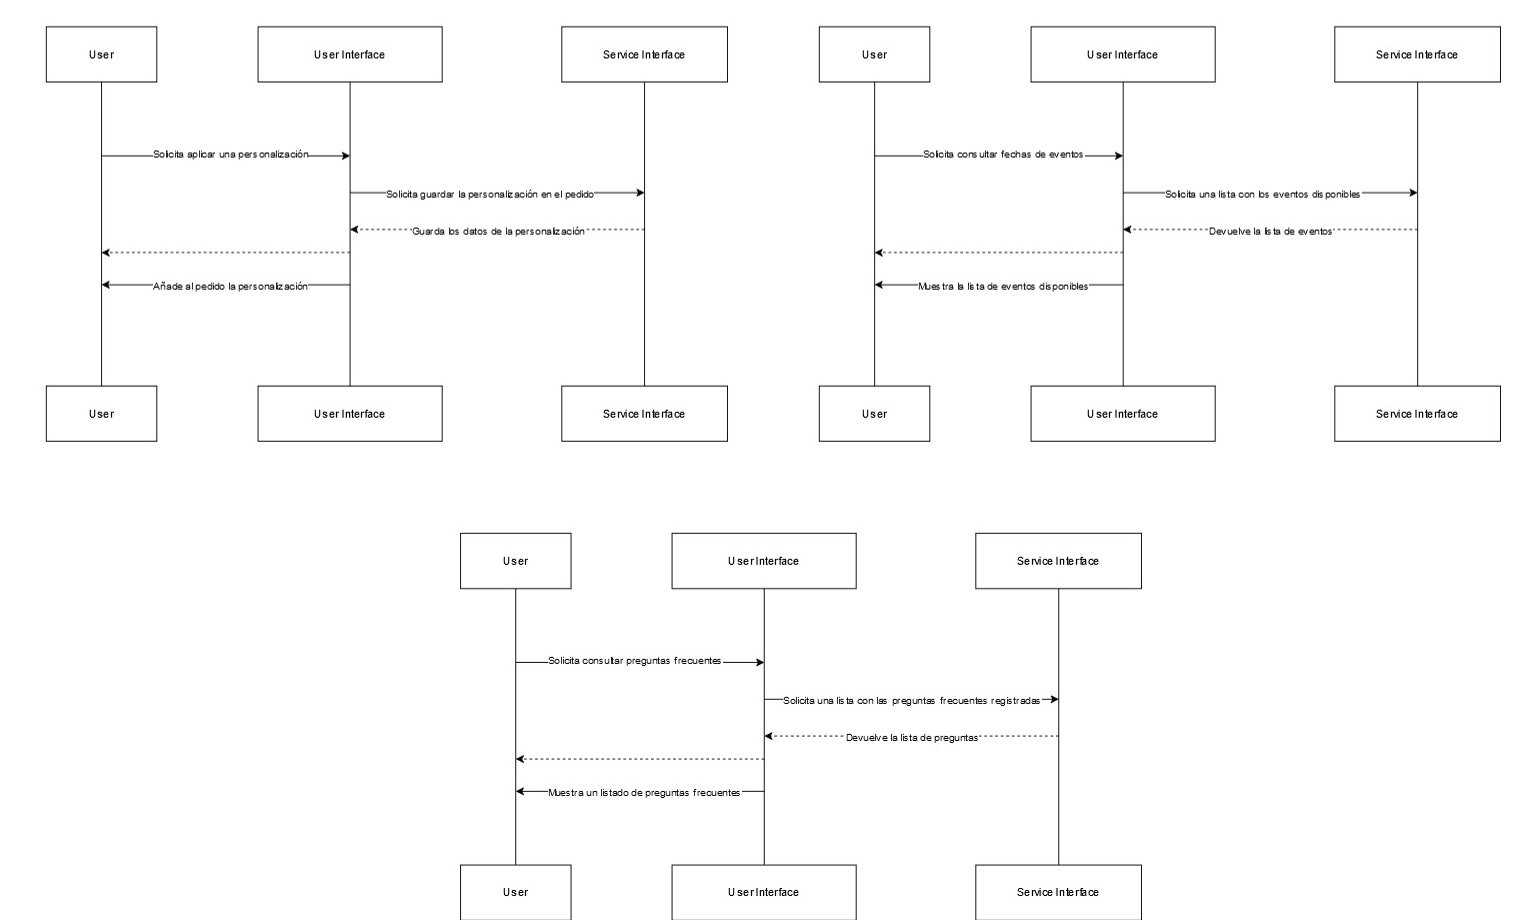 User
User Interface
Service Interface
Solicita aplicar una personalización
Solicita guardar la personalización en el pedido
Guarda los datos de la personalización
Añade al pedido la personalización
User
User Interface
Service Interface
User
User Interface
Service Interface
Solicita consultar fechas de eventos
Solicita una lista con los eventos disponibles
Devuelve la lista de eventos
Muestra la lista de eventos disponibles
User
User Interface
Service Interface
User
User Interface
Service Interface
Solicita consultar preguntas frecuentes
Solicita una lista con las preguntas frecuentes registradas
Devuelve la lista de preguntas
Muestra un listado de preguntas frecuentes
User
User Interface
Service Interface